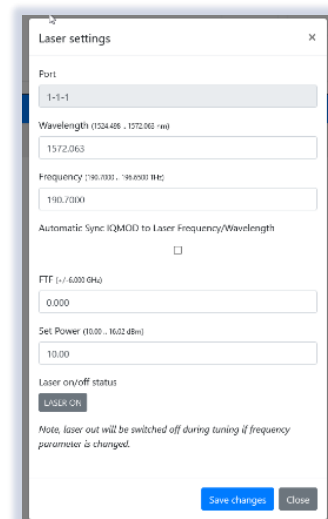 Laser settings ×
Port
1-1-1
Wavelength (1524.488 .. 1572.063 nm)
1572.063
Frequency (190.7000 .. 196.6500 THz)
190.7000
Automatic Sync IQMOD to Laser Frequency/Wavelength
FTF (+/-6.000 GHz)
0.000
Set Power (10.00 .. 16.02 dBm)
10.00
Laser on/off status
LASER ON
Note, laser out will be switched off during tuning if frequency
parameter is changed.
Save changes Close